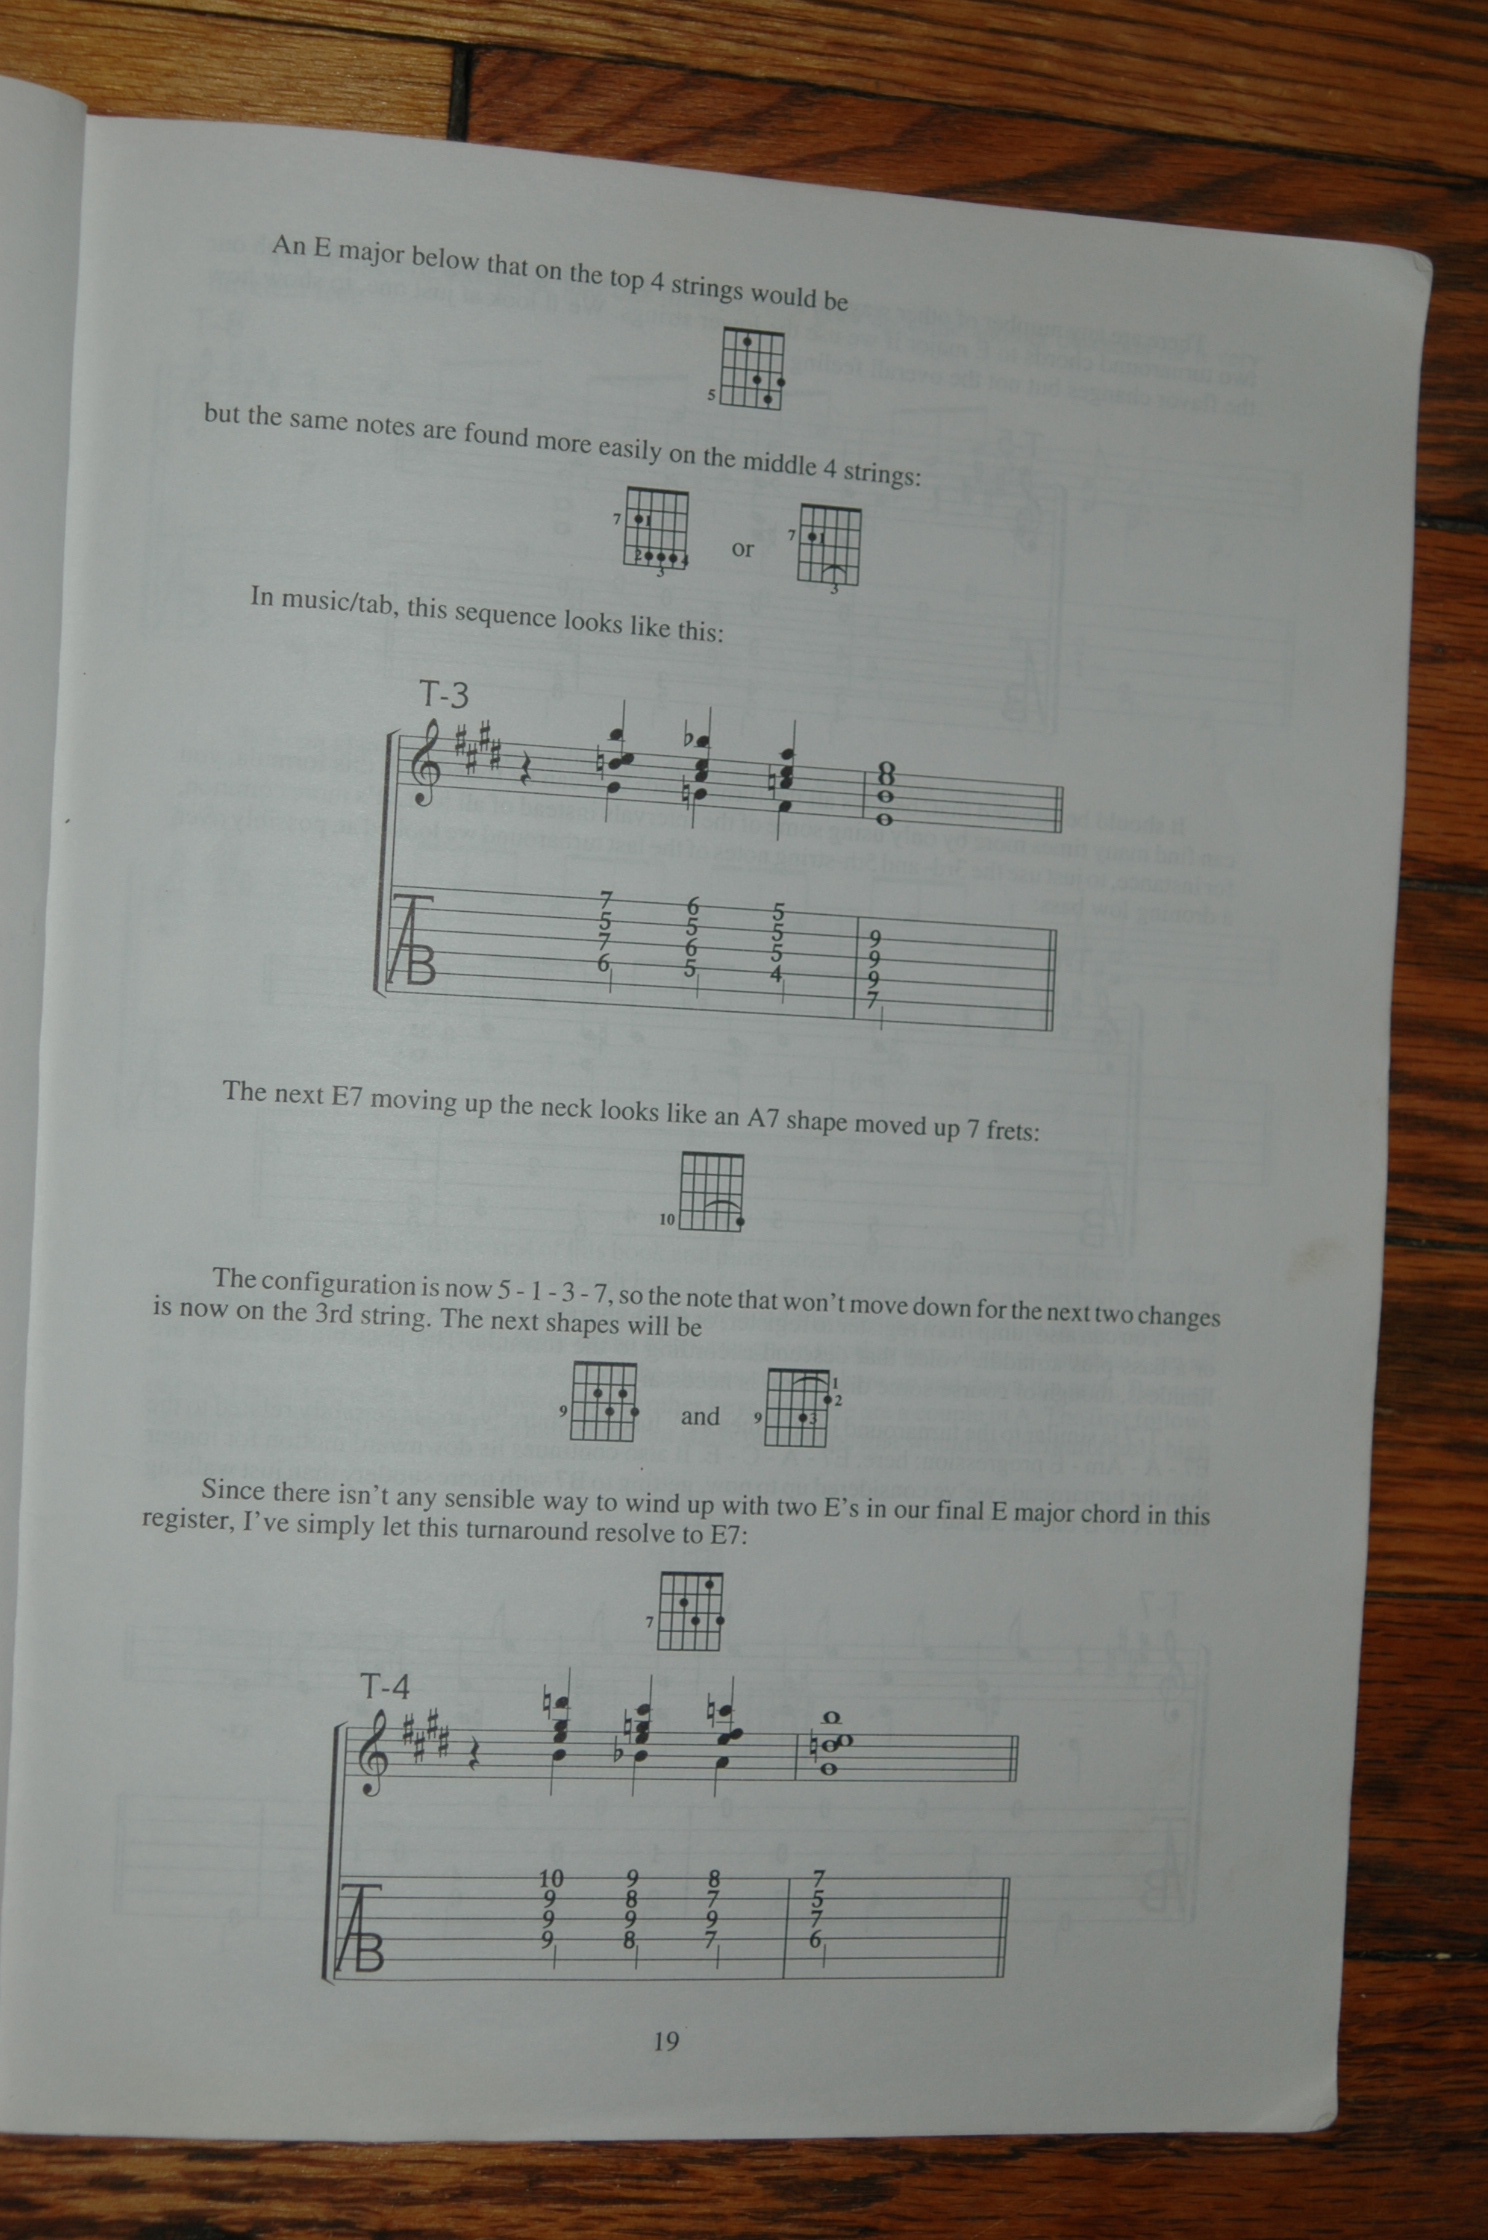 An E major below that on the top 4 strings would be
5
but the same notes are found more easily on the middle 4 strings:
7 1 2 3 4 or 7 1 3
In music/tab, this sequence looks like this:
T-3
7 6 5
5 5 5 9
7 6 5 9
6 5 4 9
7
TAB
The next E7 moving up the neck looks like an A7 shape moved up 7 frets:
10
The configuration is now 5 - 1 - 3 - 7, so the note that won't move down for the next two changes
is now on the 3rd string. The next shapes will be
9 and 9 1 2 3
Since there isn't any sensible way to wind up with two E's in our final E major chord in this
register, I've simply let this turnaround resolve to E7:
7
T-4
10 9 8 7
9 8 7 5
9 9 9 7
9 8 7 6
TAB
19